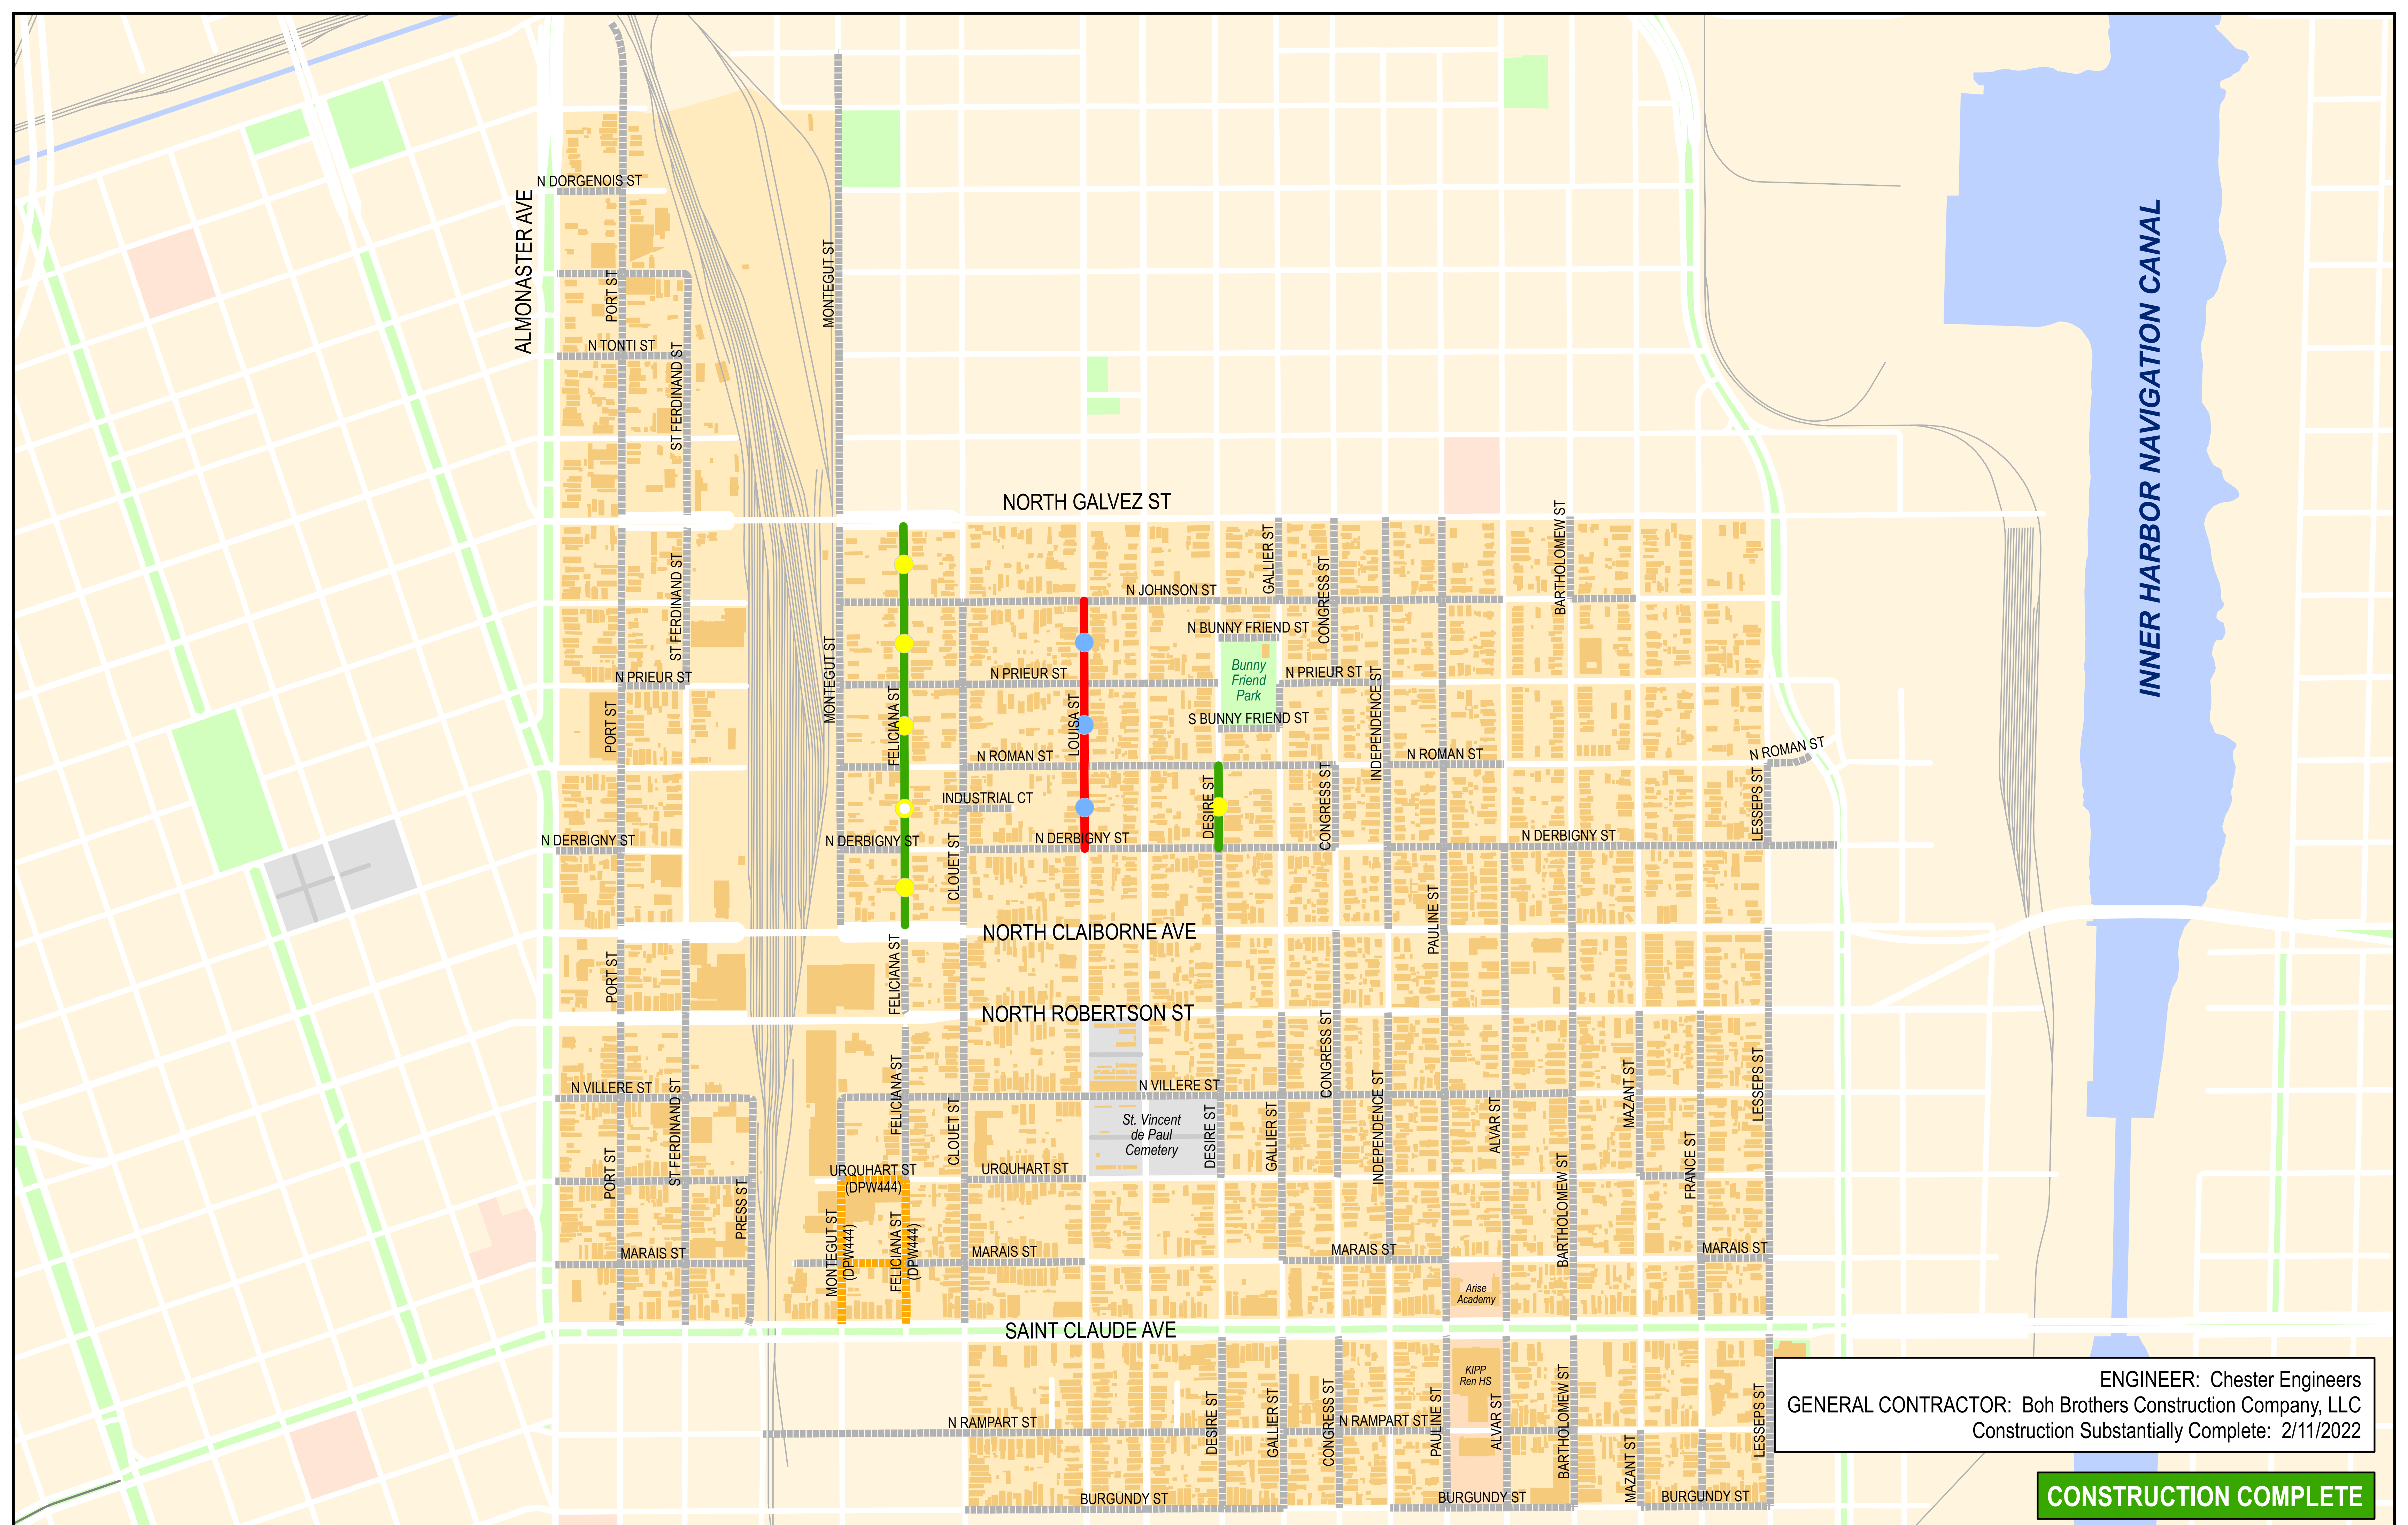 N DORGENOIS ST
ALMONASTER AVE
MONTEGUT ST
PORT ST
N TONTI ST
ST FERDINAND ST
INNER HARBOR NAVIGATION CANAL
NORTH GALVEZ ST
BARTHOLOMEW ST
GALLIER ST
CONGRESS ST
ST FERDINAND ST
N JOHNSON ST
N BUNNY FRIEND ST
MONTEGUT ST
N PRIEUR ST
N PRIEUR ST
Bunny
Friend
Park
N PRIEUR ST
INDEPENDENCE ST
PORT ST
FELICIANA ST
LOUISA ST
S BUNNY FRIEND ST
N ROMAN ST
N ROMAN ST
N ROMAN ST
DESIRE ST
CONGRESS ST
LESSEPS ST
INDUSTRIAL CT
N DERBIGNY ST
N DERBIGNY ST
CLOUET ST
N DERBIGNY ST
N DERBIGNY ST
PAULINE ST
NORTH CLAIBORNE AVE
PORT ST
FELICIANA ST
NORTH ROBERTSON ST
CONGRESS ST
N VILLERE ST
ST FERDINAND ST
FELICIANA ST
N VILLERE ST
MAZANT ST
LESSEPS ST
St. Vincent
de Paul
Cemetery
CLOUET ST
DESIRE ST
GALLIER ST
INDEPENDENCE ST
ALVAR ST
FRANCE ST
PORT ST
URQUHART ST
(DPW444)
URQUHART ST
PRESS ST
MONTEGUT ST
(DPW444)
FELICIANA ST
(DPW444)
BARTHOLOMEW ST
MARAIS ST
MARAIS ST
MARAIS ST
MARAIS ST
Arise
Academy
SAINT CLAUDE AVE
KIPP
Ren HS
ENGINEER: Chester Engineers
GENERAL CONTRACTOR: Boh Brothers Construction Company, LLC
Construction Substantially Complete: 2/11/2022
N RAMPART ST
DESIRE ST
GALLIER ST
CONGRESS ST
N RAMPART ST
PAULINE ST
ALVAR ST
BARTHOLOMEW ST
MAZANT ST
LESSEPS ST
BURGUNDY ST
BURGUNDY ST
BURGUNDY ST
CONSTRUCTION COMPLETE